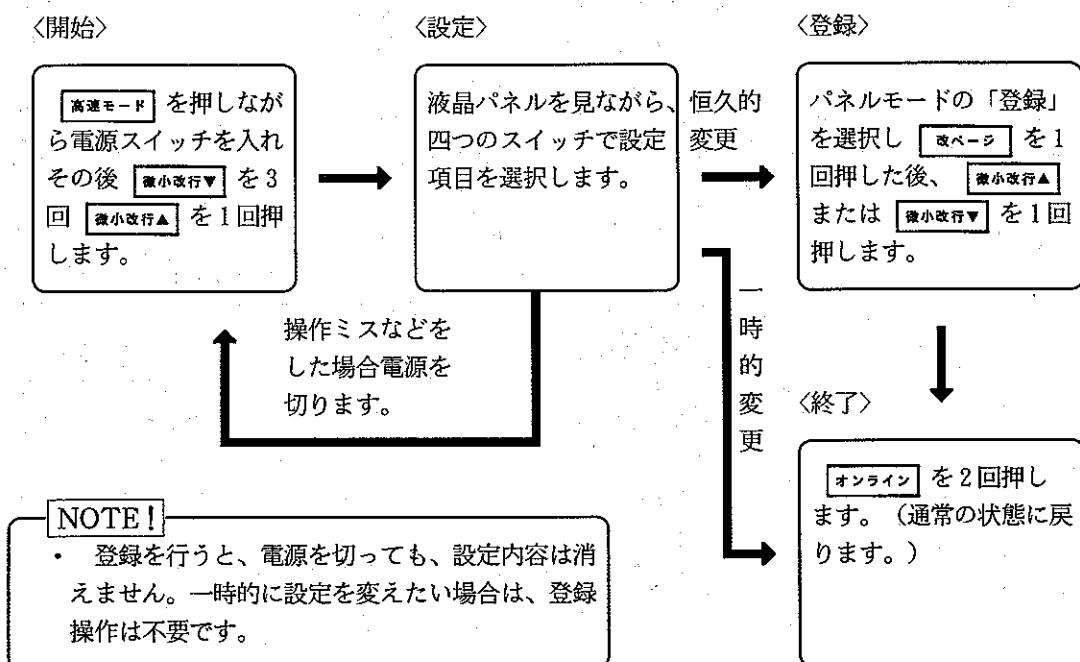 〈開始〉
高速モード を押しなが
ら電源スイッチを入れ
その後 微小改行▼ を3
回 微小改行▲ を1回押
します。
〈設定〉
液晶パネルを見ながら、
四つのスイッチで設定
項目を選択します。
恒久的
変更
〈登録〉
パネルモードの「登録」
を選択し 改ページ を1
回押した後、 微小改行▲
または 微小改行▼ を1回
押します。
操作ミスなどを
した場合電源を
切ります。
一時的変更
〈終了〉
オンライン を2回押し
ます。(通常の状態に戻
ります。)
NOTE!
・ 登録を行うと、電源を切っても、設定内容は消
えません。一時的に設定を変えたい場合は、登録
操作は不要です。